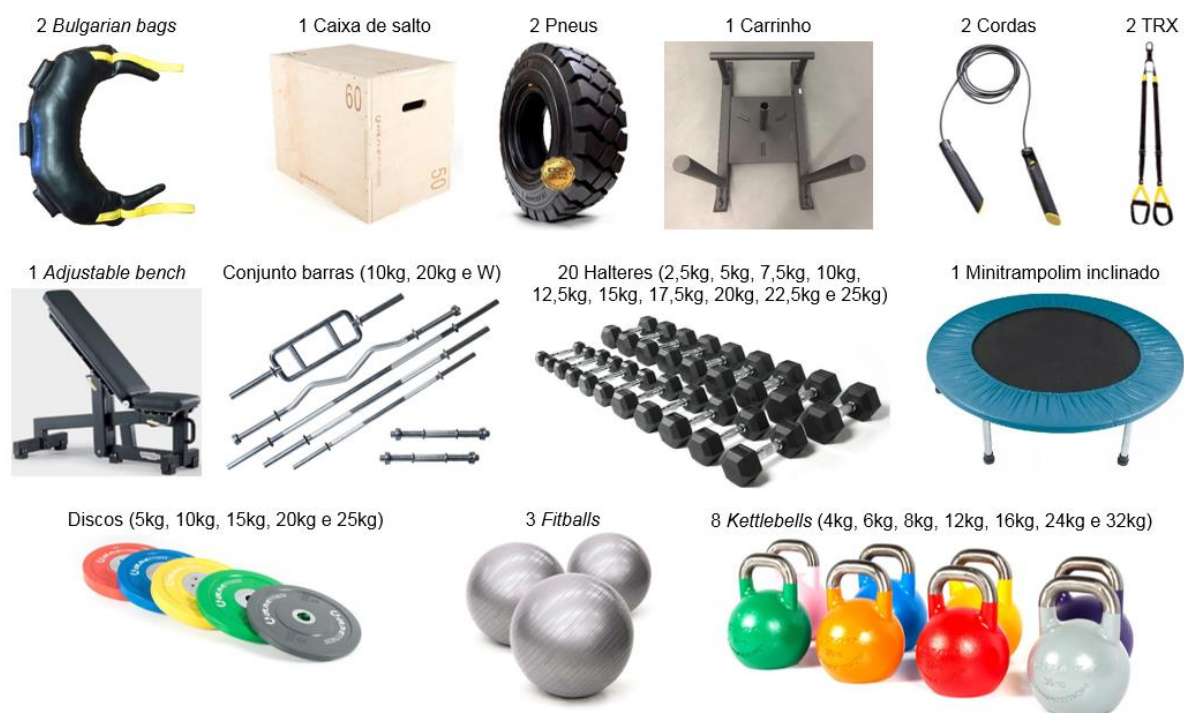 2 Bulgarian bags
1 Caixa de salto
2 Pneus
1 Carrinho
2 Cordas
2 TRX
60
50
1 Adjustable bench
Conjunto barras (10kg, 20kg e W)
20 Halteres (2,5kg, 5kg, 7,5kg, 10kg,
12,5kg, 15kg, 17,5kg, 20kg, 22,5kg e 25kg)
1 Minitrampolim inclinado
Discos (5kg, 10kg, 15kg, 20kg e 25kg)
3 Fitballs
8 Kettlebells (4kg, 6kg, 8kg, 12kg, 16kg, 24kg e 32kg)